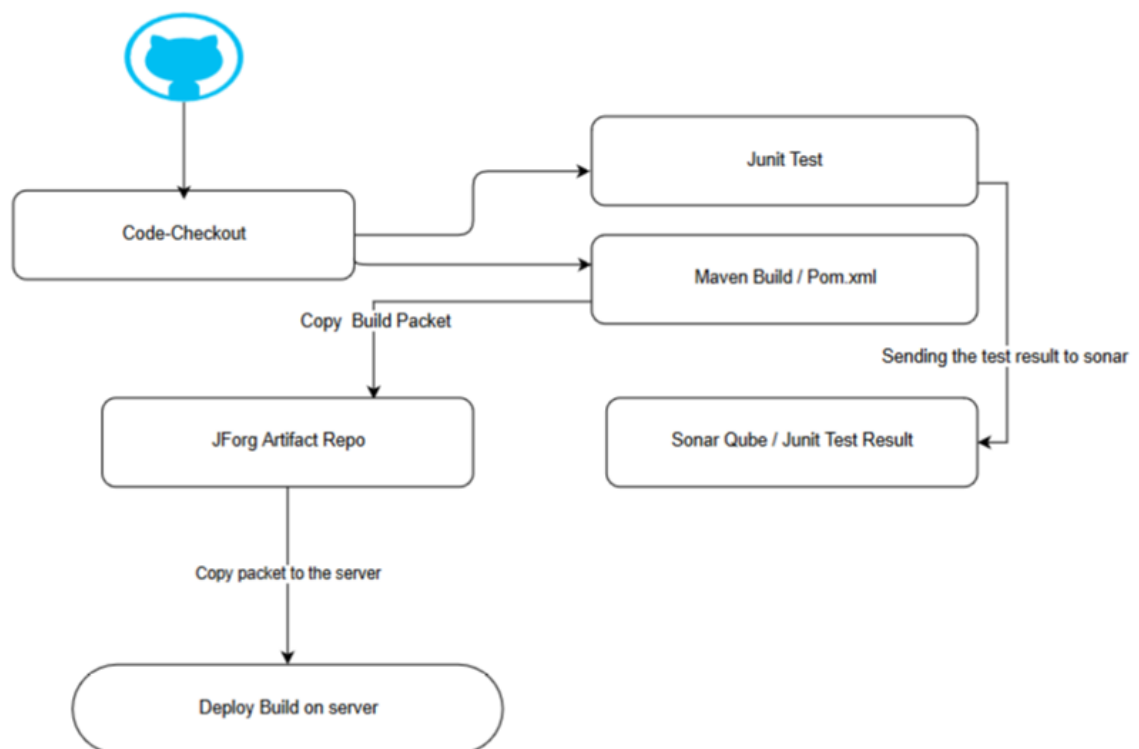 Junit Test
Code-Checkout
Maven Build / Pom.xml
Copy Build Packet
Sending the test result to sonar
JForg Artifact Repo
Sonar Qube / Junit Test Result
Copy packet to the server
Deploy Build on server